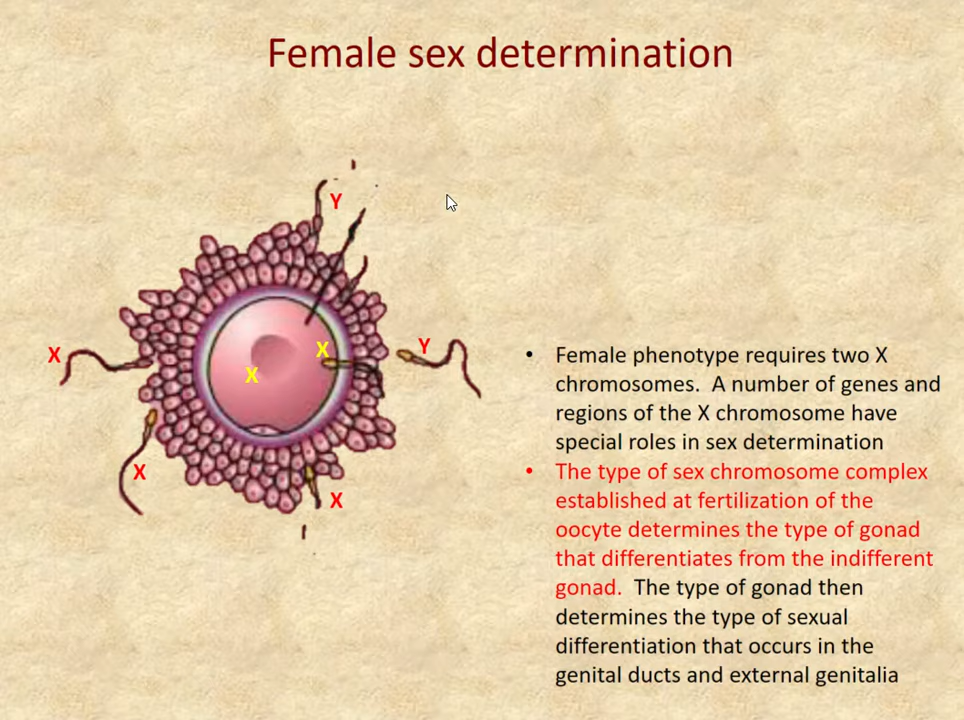 Female sex determination
Y
X
Y
X
X
X
X
• Female phenotype requires two X
chromosomes.  A number of genes and
regions of the X chromosome have
special roles in sex determination
• The type of sex chromosome complex
established at fertilization of the
oocyte determines the type of gonad
that differentiates from the indifferent
gonad.  The type of gonad then
determines the type of sexual
differentiation that occurs in the
genital ducts and external genitalia